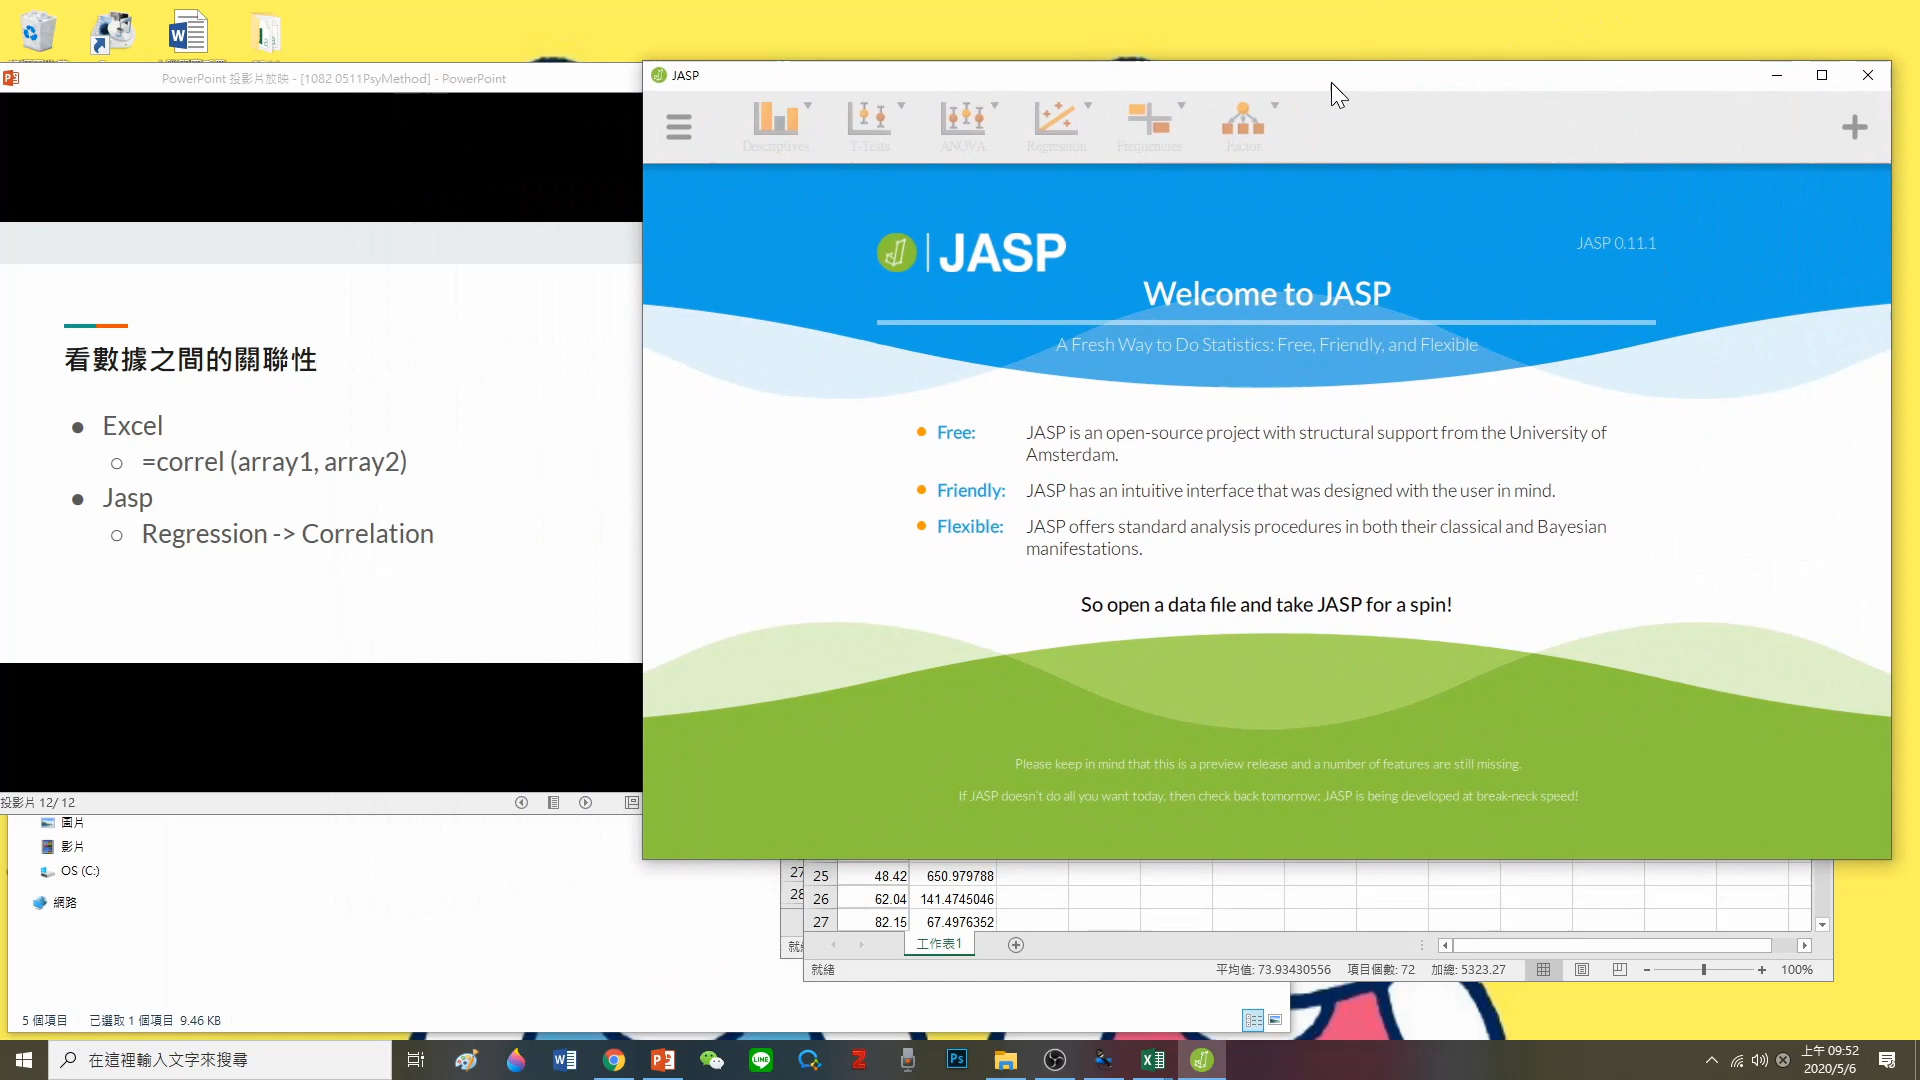 PowerPoint 投影片放映 - [1082 0511PsyMethod] - PowerPoint
看數據之間的關聯性
Excel
=correl (array1, array2)
Jasp
Regression -> Correlation
投影片 12/ 12
圖片
影片
OS (C:)
網路
5 個項目
已選取 1 個項目 9.46 KB
JASP
Descriptives
T-Tests
ANOVA
Regression
Frequencies
Factor
JASP
JASP 0.11.1
Welcome to JASP
A Fresh Way to Do Statistics: Free, Friendly, and Flexible
Free: JASP is an open-source project with structural support from the University of
Amsterdam.
Friendly: JASP has an intuitive interface that was designed with the user in mind.
Flexible: JASP offers standard analysis procedures in both their classical and Bayesian
manifestations.
So open a data file and take JASP for a spin!
Please keep in mind that this is a preview release and a number of features are still missing.
If JASP doesn't do all you want today, then check back tomorrow: JASP is being developed at break-neck speed!
27
28
25 48.42 650.979788
26 62.04 141.4745046
27 82.15 67.4976352
工作表1
就緒
平均值: 73.93430556 項目個數: 72 加總: 5323.27
100%
在這裡輸入文字來搜尋
LINE
Ps
上午 09:52
2020/5/6